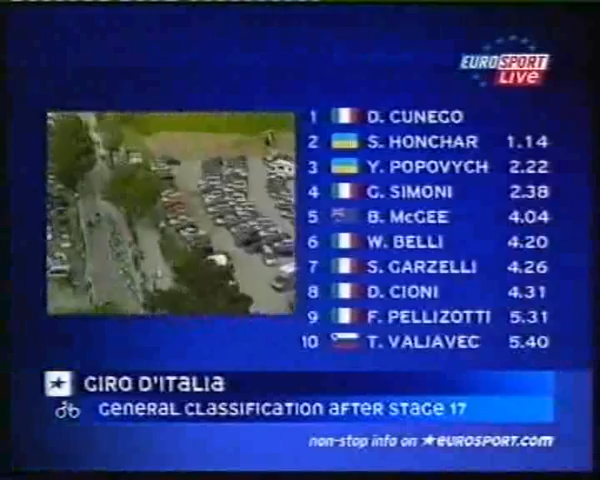 EUROSPORT
LIVE
1 D. CUNEGO
2 S. HONCHAR 1.14
3 Y. POPOVYCH 2.22
4 G. SIMONI 2.38
5 B. McGEE 4.04
6 W. BELLI 4.20
7 S. GARZELLI 4.26
8 D. CIONI 4.31
9 F. PELLIZOTTI 5.31
10 T. VALJAVEC 5.40
GIRO D'ITALIA
GENERAL CLASSIFICATION AFTER STAGE 17
non-stop info on eurosport.com